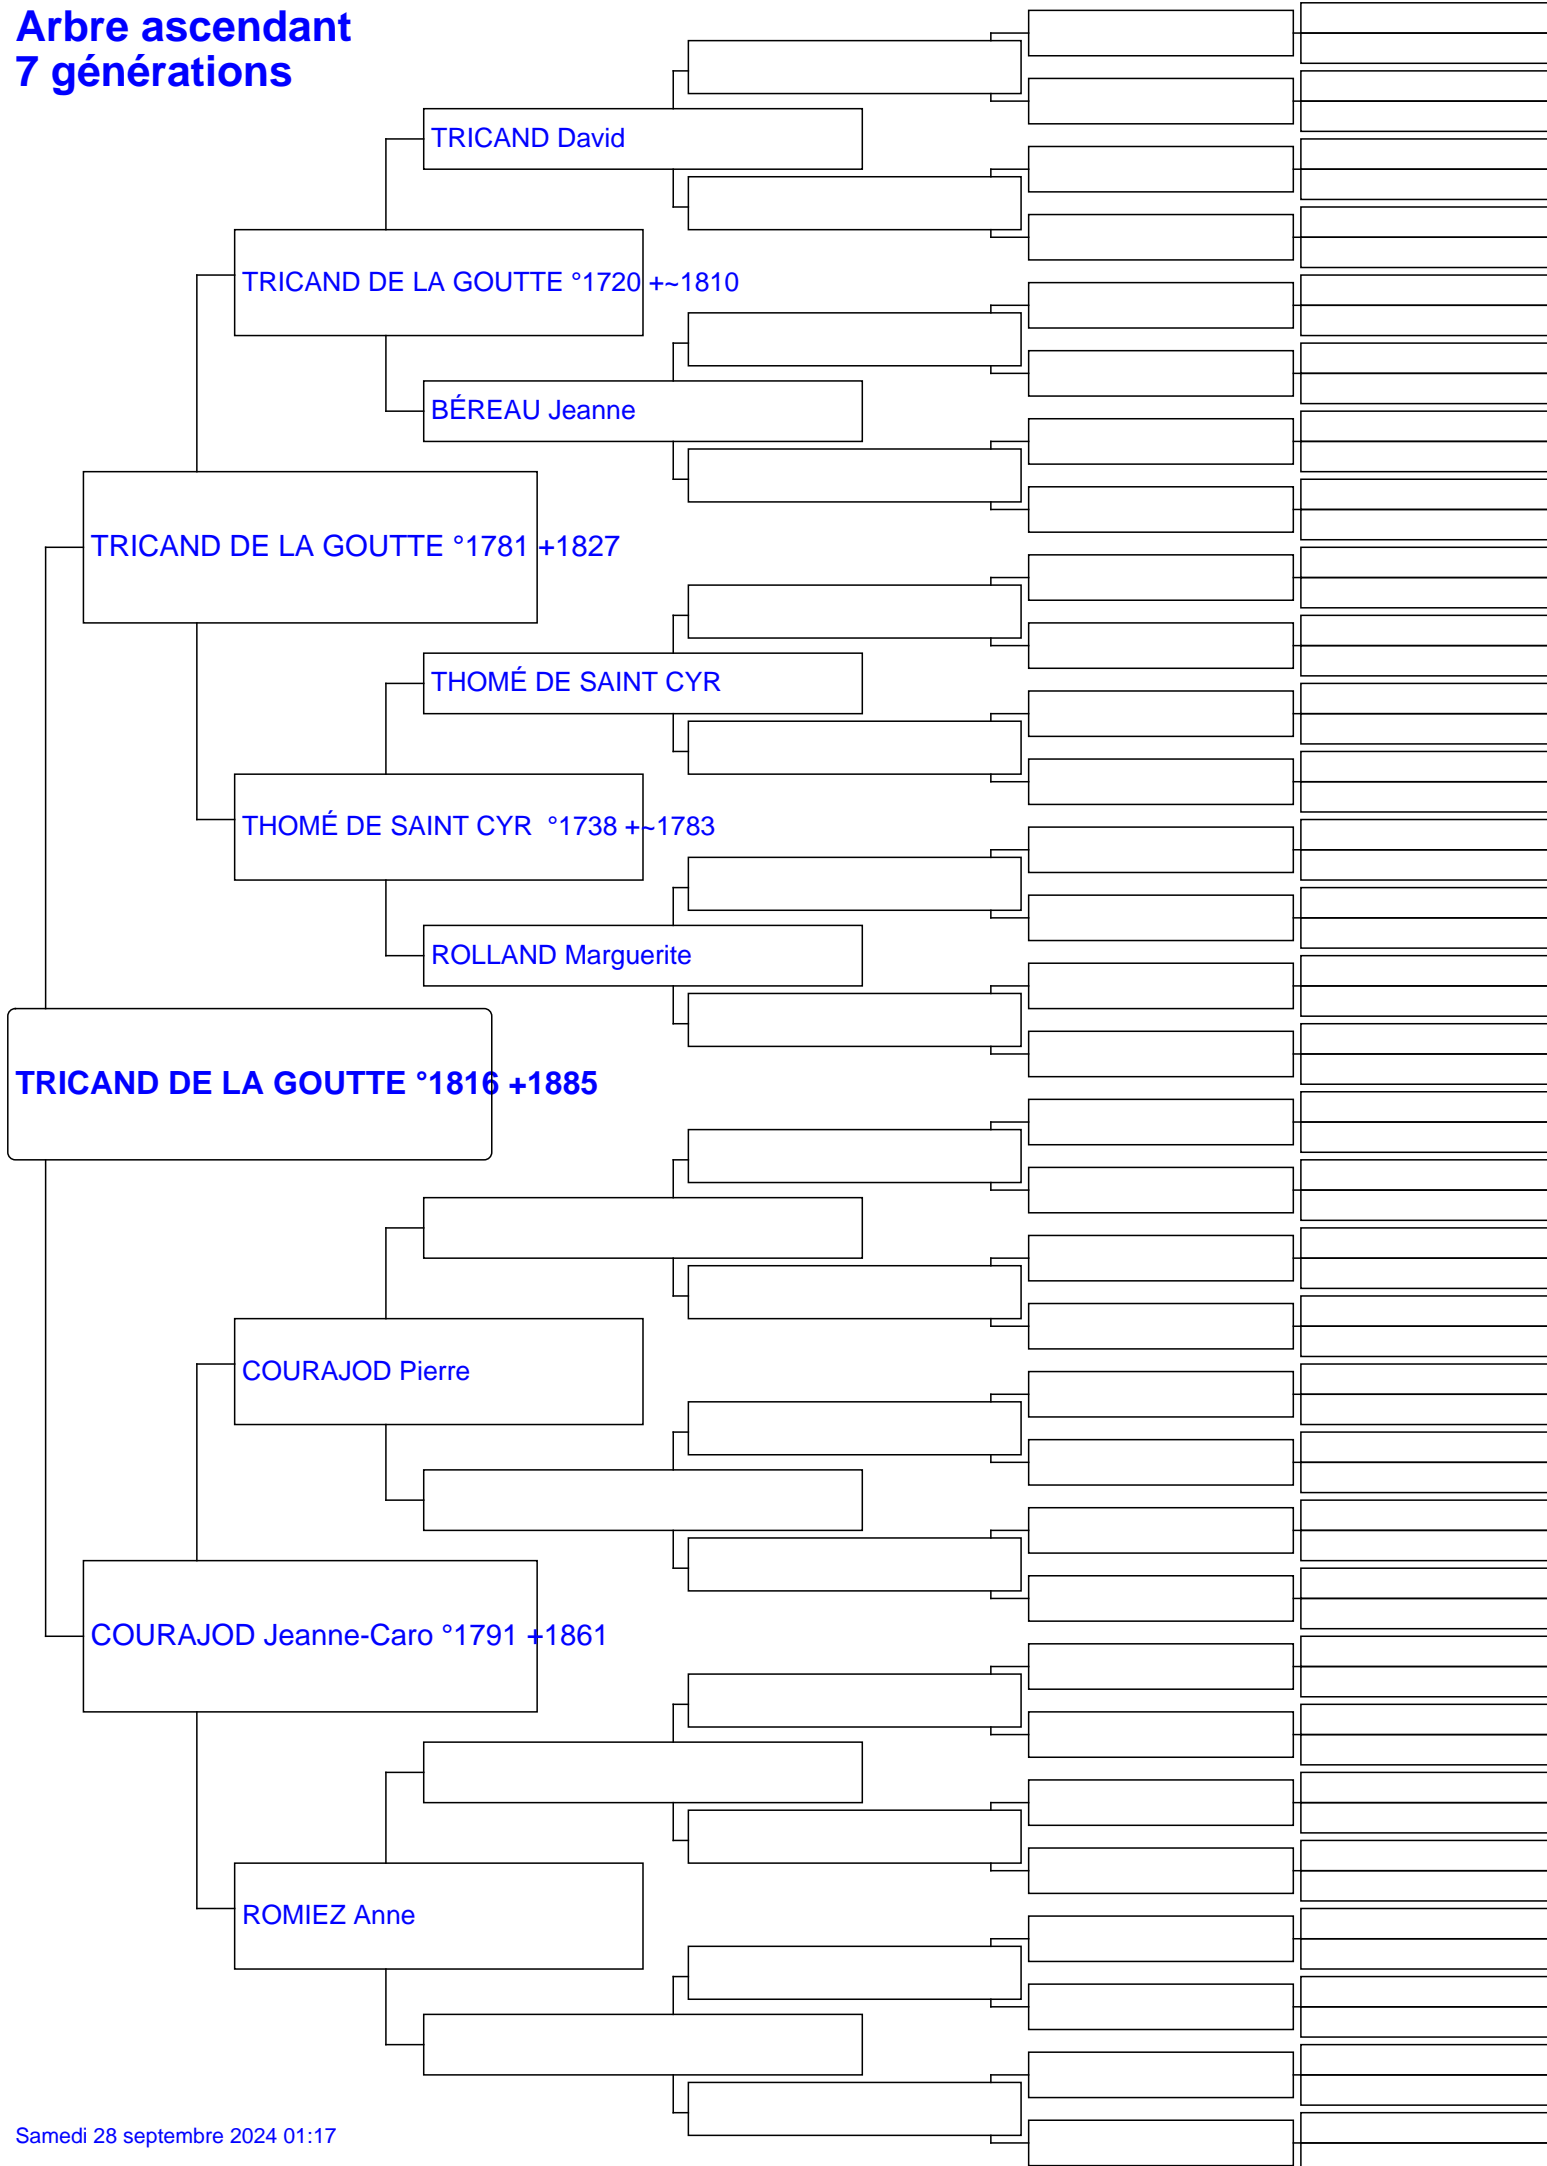 Arbre ascendant
7 générations
TRICAND David
TRICAND DE LA GOUTTE °1720 +~1810
BÉREAU Jeanne
TRICAND DE LA GOUTTE °1781 +1827
THOMÉ DE SAINT CYR
THOMÉ DE SAINT CYR  °1738 +~1783
ROLLAND Marguerite
TRICAND DE LA GOUTTE °1816 +1885
COURAJOD Pierre
COURAJOD Jeanne-Caro °1791 +1861
ROMIEZ Anne
Samedi 28 septembre 2024 01:17